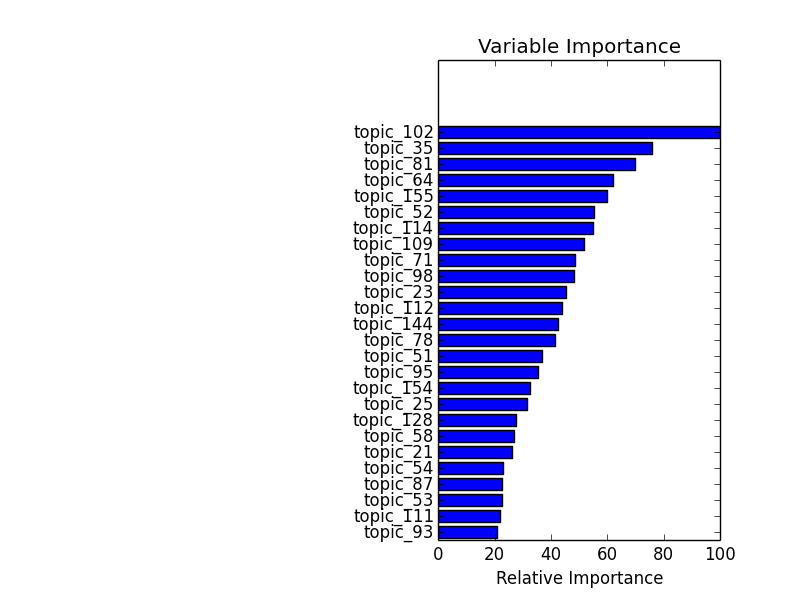 Variable Importance
topic_102
topic_35
topic_81
topic_64
topic_155
topic_52
topic_114
topic_109
topic_71
topic_98
topic_23
topic_112
topic_144
topic_78
topic_51
topic_95
topic_154
topic_25
topic_128
topic_58
topic_21
topic_54
topic_87
topic_53
topic_111
topic_93
0 20 40 60 80 100
Relative Importance